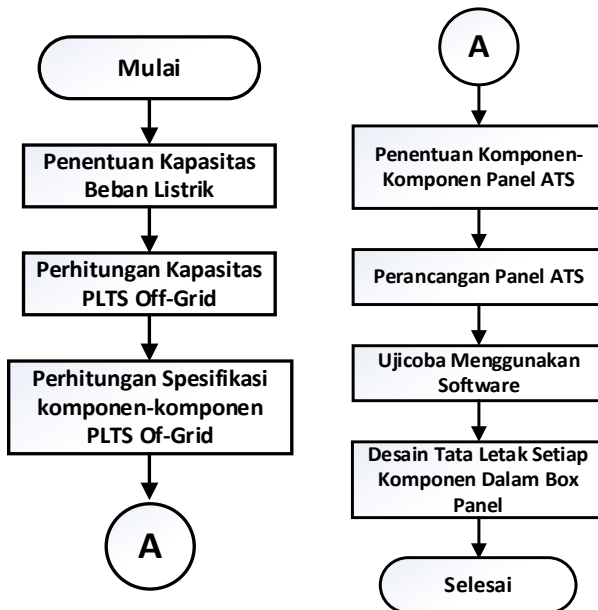 Mulai
Penentuan Kapasitas
Beban Listrik
Perhitungan Kapasitas
PLTS Off-Grid
Perhitungan Spesifikasi
komponen-komponen
PLTS Of-Grid
A
A
Penentuan Komponen-
Komponen Panel ATS
Perancangan Panel ATS
Ujicoba Menggunakan
Software
Desain Tata Letak Setiap
Komponen Dalam Box
Panel
Selesai